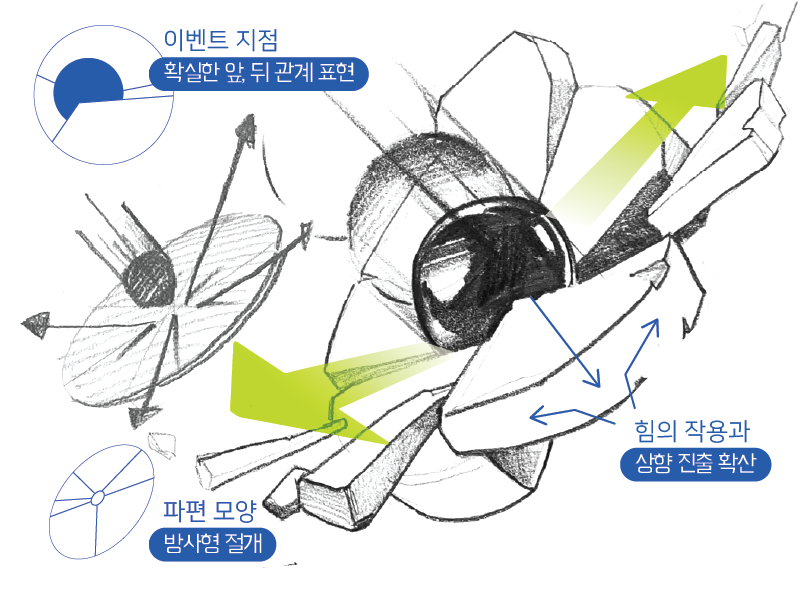 이벤트 지점
확실한 앞, 뒤 관계 표현
힘의 작용과
상향 진출 확산
파편 모양
방사형 절개